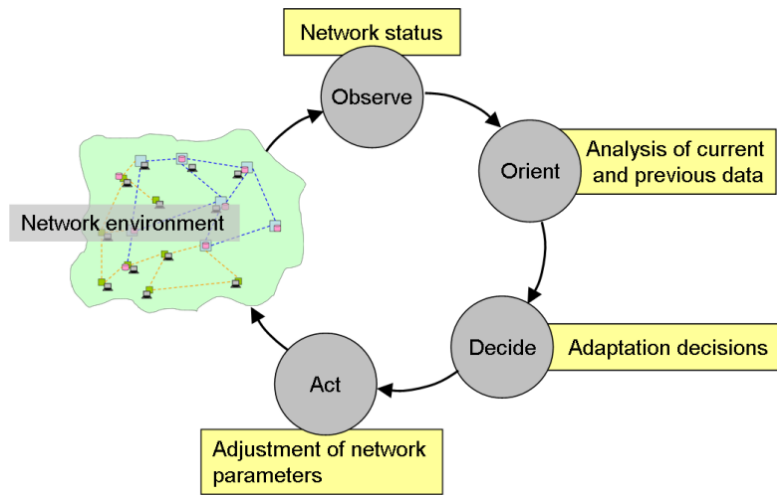 Network status
Observe
Orient
Analysis of current
and previous data
Network environment
Decide
Adaptation decisions
Act
Adjustment of network
parameters